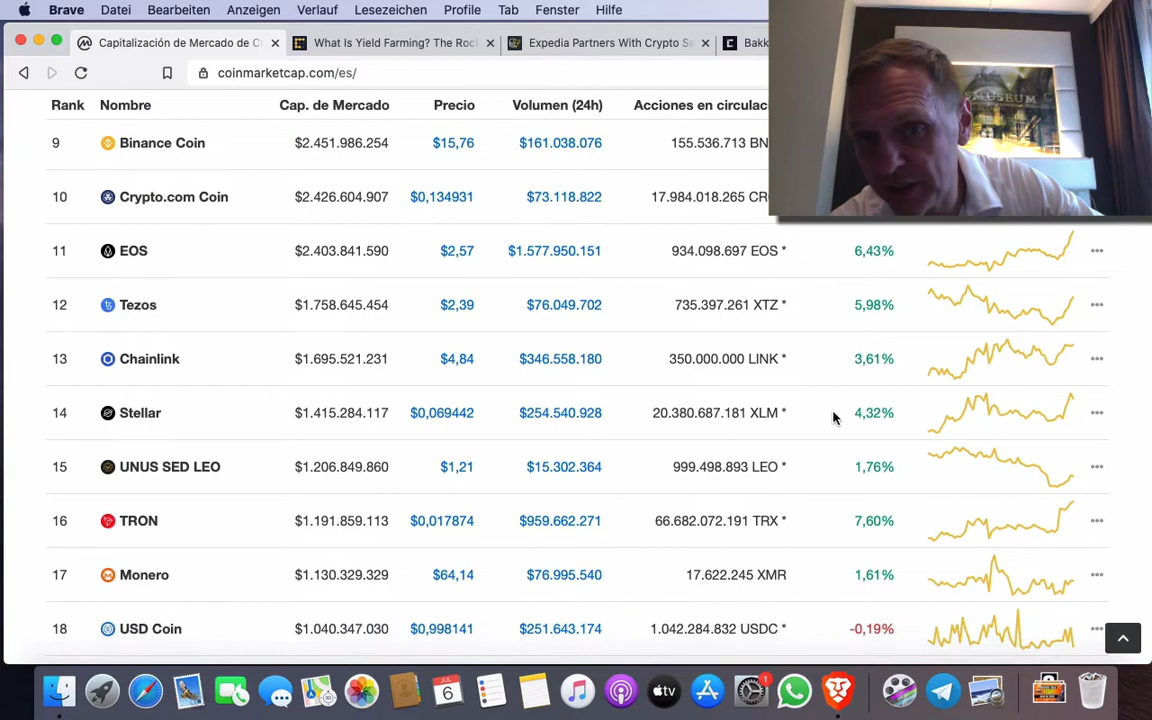 Brave Datei Bearbeiten Anzeigen Verlauf Lesezeichen Profile Tab Fenster Hilfe
Capitalización de Mercado de C What Is Yield Farming? The Roc Expedia Partners With Crypto Se Bakk
coinmarketcap.com/es/
Rank Nombre Cap. de Mercado Precio Volumen (24h) Acciones en circulac
9 Binance Coin $2.451.986.254 $15,76 $161.038.076 155.536.713 BN
10 Crypto.com Coin $2.426.604.907 $0,134931 $73.118.822 17.984.018.265 CR
11 EOS $2.403.841.590 $2,57 $1.577.950.151 934.098.697 EOS * 6,43%
12 Tezos $1.758.645.454 $2,39 $76.049.702 735.397.261 XTZ * 5,98%
13 Chainlink $1.695.521.231 $4,84 $346.558.180 350.000.000 LINK * 3,61%
14 Stellar $1.415.284.117 $0,069442 $254.540.928 20.380.687.181 XLM * 4,32%
15 UNUS SED LEO $1.206.849.860 $1,21 $15.302.364 999.498.893 LEO * 1,76%
16 TRON $1.191.859.113 $0,017874 $959.662.271 66.682.072.191 TRX * 7,60%
17 Monero $1.130.329.329 $64,14 $76.995.540 17.622.245 XMR 1,61%
18 USD Coin $1.040.347.030 $0,998141 $251.643.174 1.042.284.832 USDC * -0,19%
JUL
6
tv
1